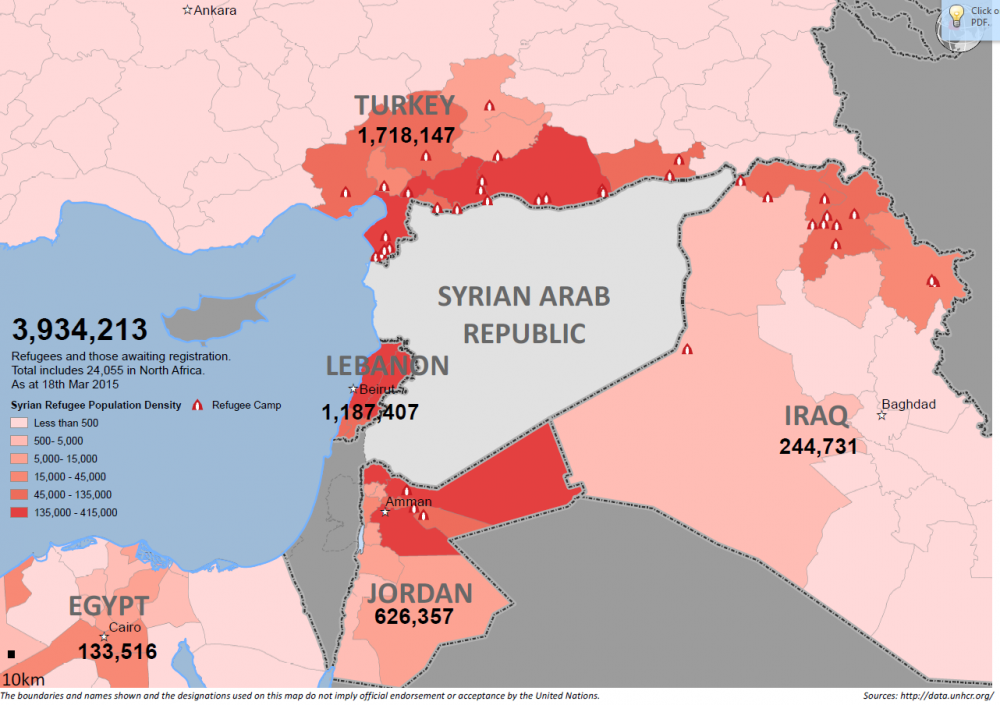 Ankara
Click o
PDF.
TURKEY
1,718,147
SYRIAN ARAB
REPUBLIC
3,934,213
Refugees and those awaiting registration.
Total includes 24,055 in North Africa.
As at 18th Mar 2015
Syrian Refugee Population Density
Refugee Camp
Less than 500
500- 5,000
5,000- 15,000
15,000 - 45,000
45,000 - 135,000
135,000 - 415,000
LEBANON
Beirut
1,187,407
IRAQ
Baghdad
244,731
Amman
JORDAN
626,357
EGYPT
Cairo
133,516
10km
The boundaries and names shown and the designations used on this map do not imply official endorsement or acceptance by the United Nations.
Sources: http://data.unhcr.org/